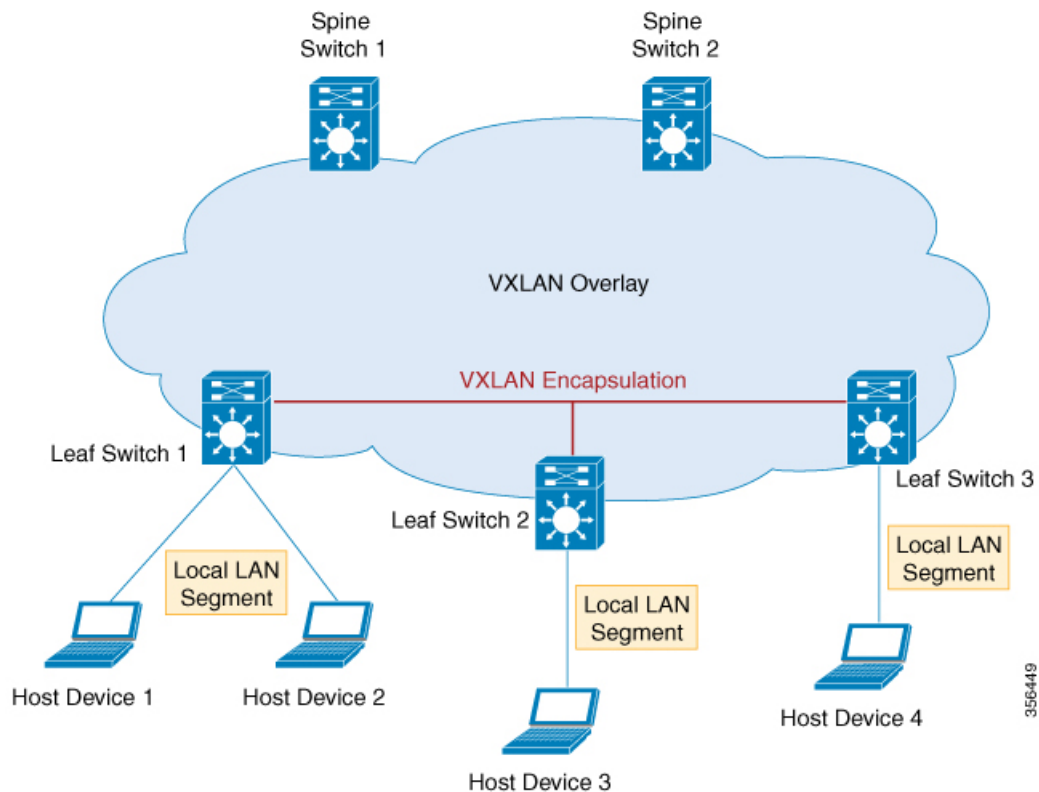 Spine
Switch 1
Spine
Switch 2
VXLAN Overlay
VXLAN Encapsulation
Leaf Switch 1
Leaf Switch 2
Leaf Switch 3
Local LAN
Segment
Local LAN
Segment
Local LAN
Segment
Host Device 1
Host Device 2
Host Device 3
Host Device 4
356449